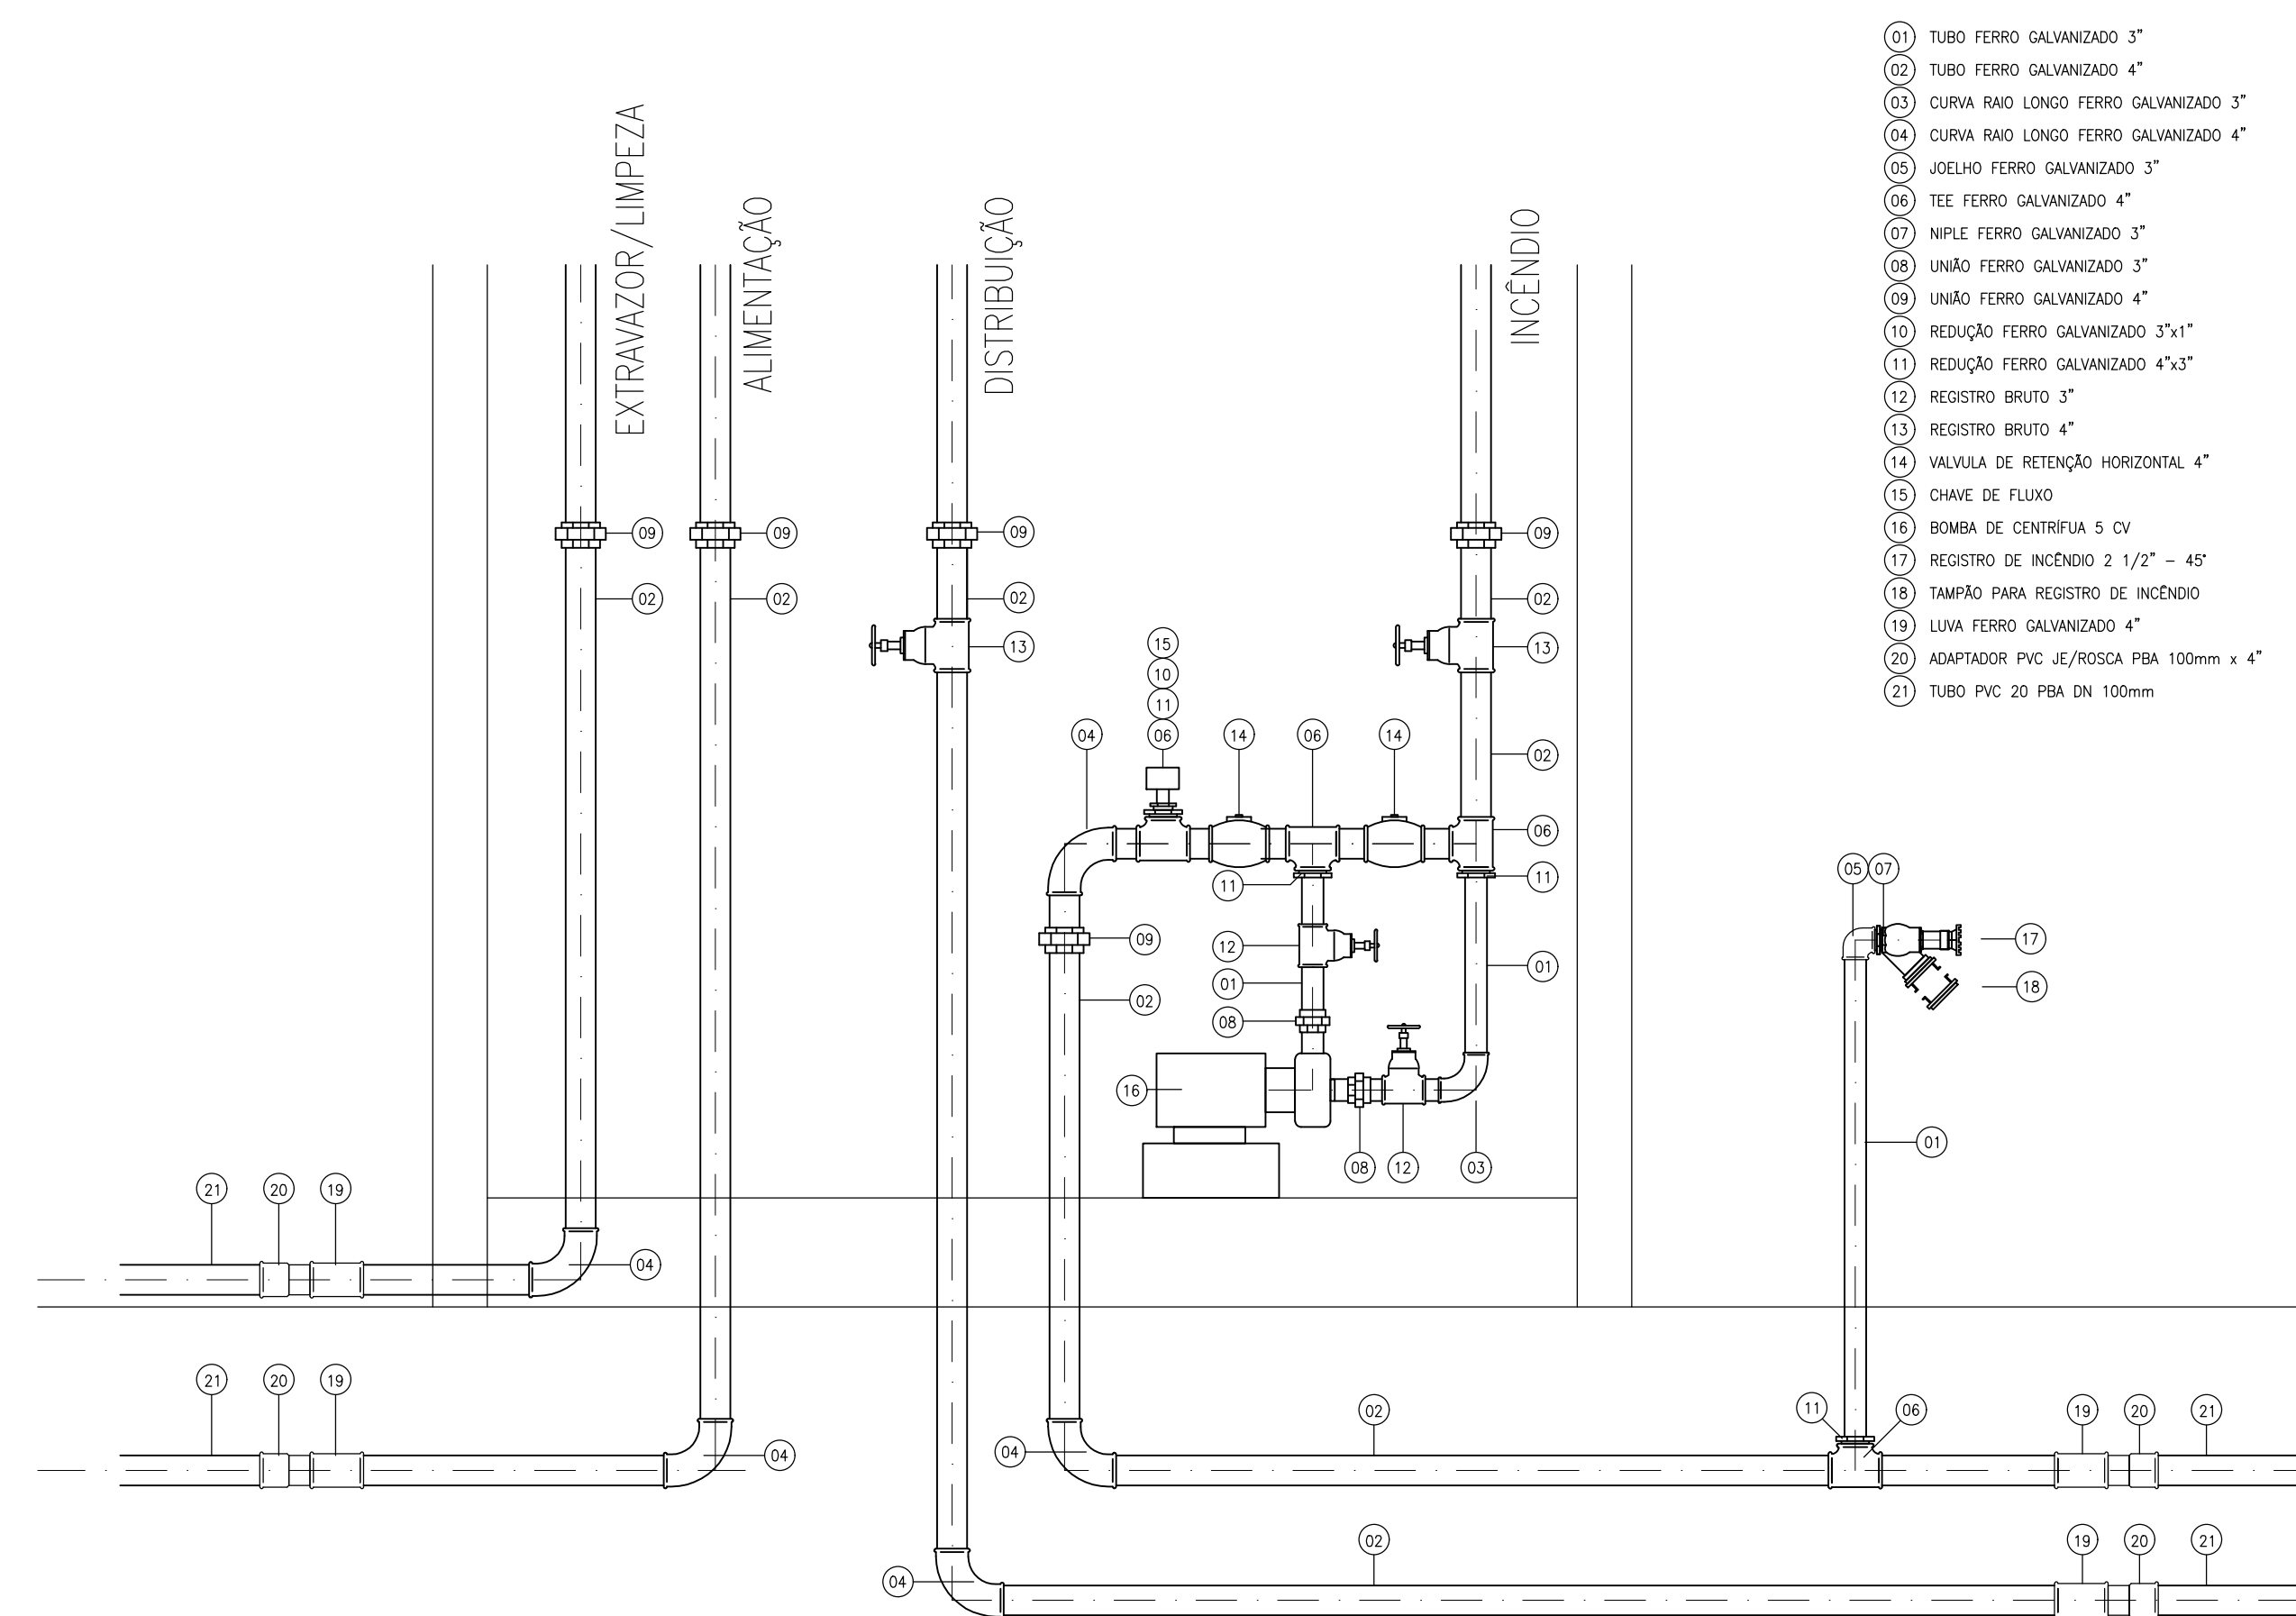 01 TUBO FERRO GALVANIZADO 3"
02 TUBO FERRO GALVANIZADO 4"
03 CURVA RAIO LONGO FERRO GALVANIZADO 3"
04 CURVA RAIO LONGO FERRO GALVANIZADO 4"
05 JOELHO FERRO GALVANIZADO 3"
06 TEE FERRO GALVANIZADO 4"
07 NIPLE FERRO GALVANIZADO 3"
08 UNIÃO FERRO GALVANIZADO 3"
09 UNIÃO FERRO GALVANIZADO 4"
10 REDUÇÃO FERRO GALVANIZADO 3"x1"
11 REDUÇÃO FERRO GALVANIZADO 4"x3"
12 REGISTRO BRUTO 3"
13 REGISTRO BRUTO 4"
14 VALVULA DE RETENÇÃO HORIZONTAL 4"
15 CHAVE DE FLUXO
16 BOMBA DE CENTRÍFUA 5 CV
17 REGISTRO DE INCÊNDIO 2 1/2" – 45°
18 TAMPÃO PARA REGISTRO DE INCÊNDIO
19 LUVA FERRO GALVANIZADO 4"
20 ADAPTADOR PVC JE/ROSCA PBA 100mm x 4"
21 TUBO PVC 20 PBA DN 100mm
EXTRAVAZOR/LIMPEZA
ALIMENTAÇÃO
DISTRIBUIÇÃO
INCÊNDIO
09
09
09
09
02
02
02
02
13
13
15
10
11
04
06
14
06
14
02
06
11
11
05
07
09
12
01
17
02
01
18
08
16
01
08
12
03
21
20
19
04
21
20
19
04
04
02
11
06
19
20
21
04
02
19
20
21